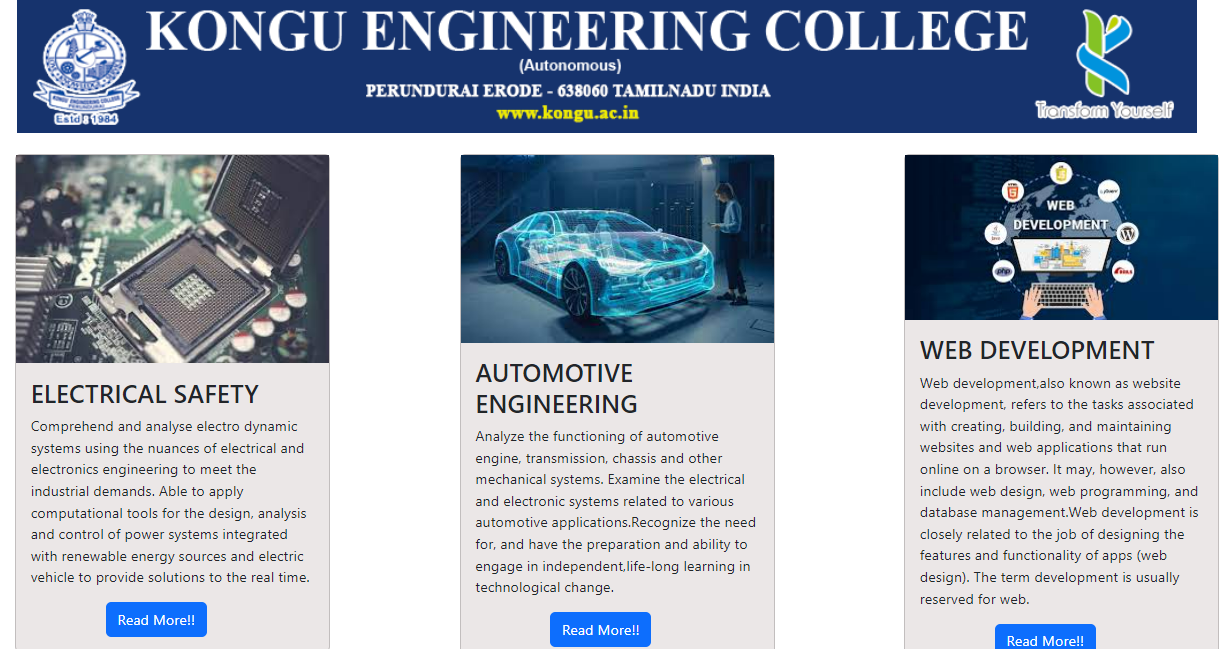 KONGU ENGINEERING COLLEGE
(Autonomous)
PERUNDURAI ERODE - 638060 TAMILNADU INDIA
www.kongu.ac.in
KONGU ENGINEERING COLLEGE
PERUNDURAI
Estd 1984
Transform Yourself
DELL
ELECTRICAL SAFETY
Comprehend and analyse electro dynamic
systems using the nuances of electrical and
electronics engineering to meet the
industrial demands. Able to apply
computational tools for the design, analysis
and control of power systems integrated
with renewable energy sources and electric
vehicle to provide solutions to the real time.
Read More!!
AUTOMOTIVE
ENGINEERING
Analyze the functioning of automotive
engine, transmission, chassis and other
mechanical systems. Examine the electrical
and electronic systems related to various
automotive applications.Recognize the need
for, and have the preparation and ability to
engage in independent,life-long learning in
technological change.
Read More!!
WEB
DEVELOPMENT
HTML
jQuery
php
WEB DEVELOPMENT
Web development,also known as website
development, refers to the tasks associated
with creating, building, and maintaining
websites and web applications that run
online on a browser. It may, however, also
include web design, web programming, and
database management.Web development is
closely related to the job of designing the
features and functionality of apps (web
design). The term development is usually
reserved for web.
Read More!!